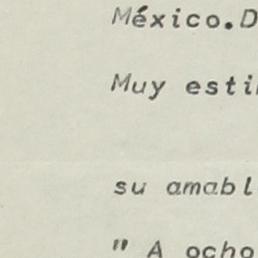 México.D
Muy esti
su amabl
" A ocho